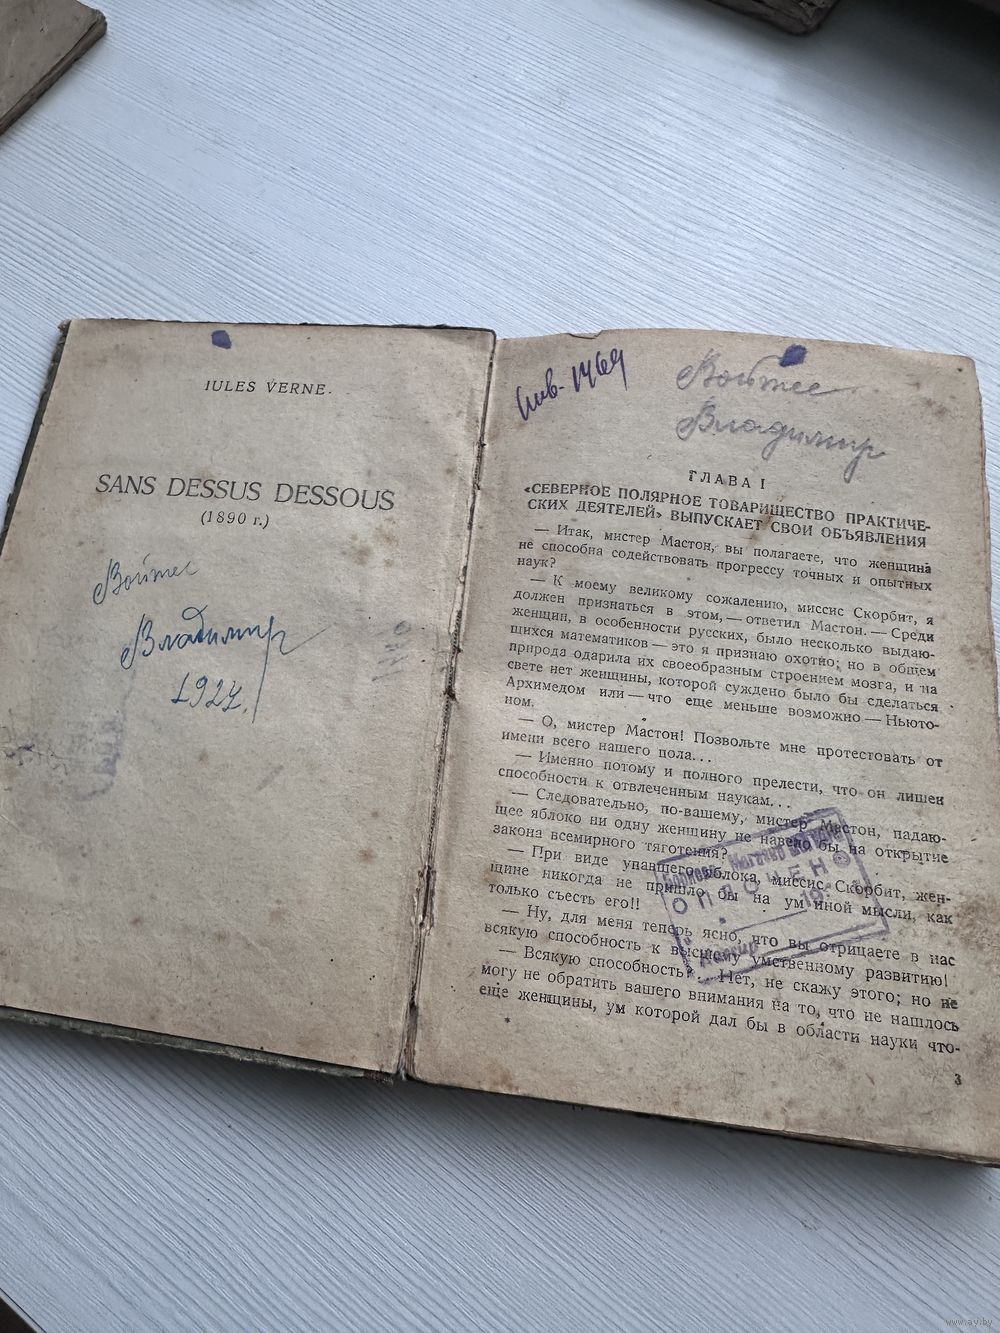 IULES VERNE.
SANS DESSUS DESSOUS
(1890 г.)
Войтес
Владимир
1927.
Инв-1469
Войтес
Владимир
ГЛАВА I
«СЕВЕРНОЕ ПОЛЯРНОЕ ТОВАРИЩЕСТВО ПРАКТИЧЕ-
СКИХ ДЕЯТЕЛЕЙ» ВЫПУСКАЕТ СВОИ ОБЪЯВЛЕНИЯ
— Итак, мистер Мастон, вы полагаете, что женщина
не способна содействовать прогрессу точных и опытных
наук?
— К моему великому сожалению, миссис Скорбит, я
должен признаться в этом, — ответил Мастон. — Среди
женщин, в особенности русских, было несколько выдаю-
щихся математиков — это я признаю охотно; но в общем
природа одарила их своеобразным строением мозга, и на
свете нет женщины, которой суждено было бы сделаться
Архимедом или — что еще меньше возможно — Ньюто-
ном.
— О, мистер Мастон! Позвольте мне протестовать от
имени всего нашего пола...
— Именно потому и полного прелести, что он лишен
способности к отвлеченным наукам...
— Следовательно, по-вашему, мистер Мастон, падаю-
щее яблоко ни одну женщину не навело бы на открытие
закона всемирного тяготения?
— При виде упавшего яблока, миссис Скорбит, жен-
щине никогда не пришло бы на ум иной мысли, как
только съесть его!!
— Ну, для меня теперь ясно, что вы отрицаете в нас
всякую способность к высшему умственному развитию!
— Всякую способность?.. Нет, не скажу этого; но не
могу не обратить вашего внимания на то, что не нашлось
еще женщины, ум которой дал бы в области науки что-
ОПЛОЧЕНО
19
Кассир
3
www.ay.by